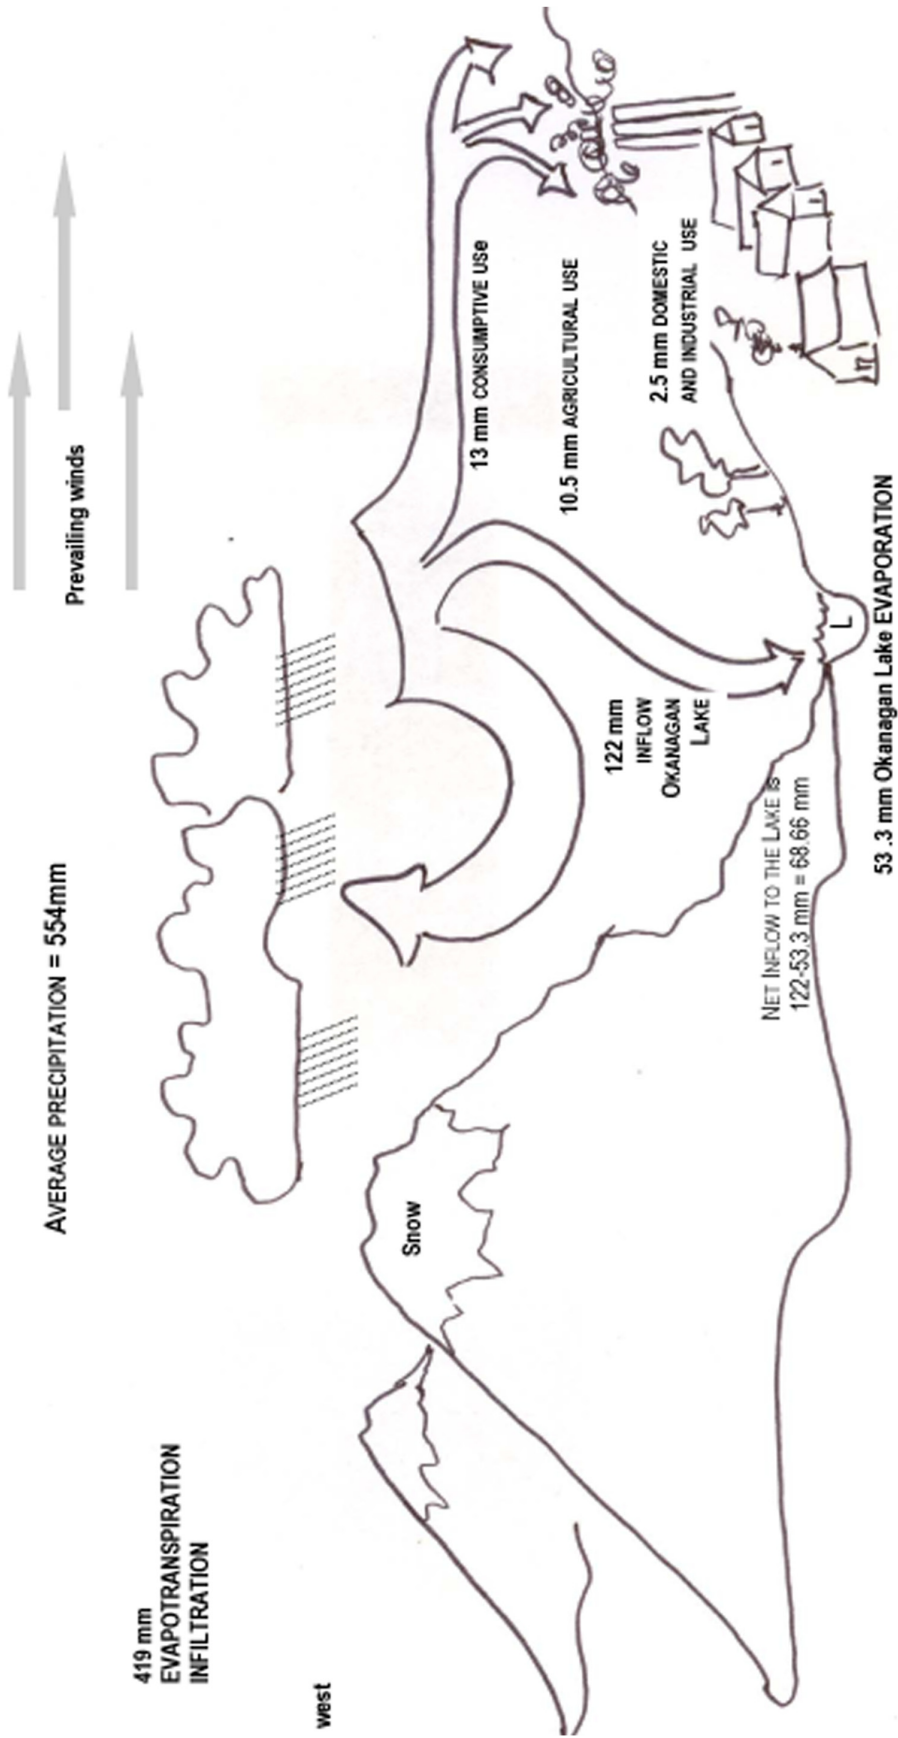 AVERAGE PRECIPITATION = 554mm
Prevailing winds
419 mm
EVAPOTRANSPIRATION
INFILTRATION
west
Snow
13 mm CONSUMPTIVE USe
10.5 mm AGRICULTURAL USE
2.5 mm DOMESTIC
AND INDUSTRIAL USE
122 mm
INFLOW
OKANAGAN
LAKE
NET INFLOW TO THE LAKE IS
122-53.3 mm = 68.66 mm
L
53 .3 mm Okanagan Lake EVAPORATION